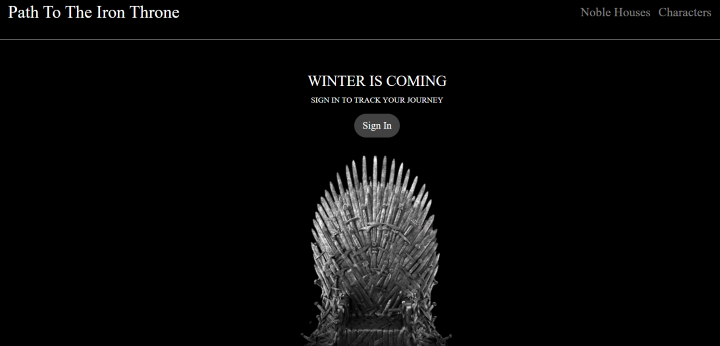 Path To The Iron Throne
Noble Houses Characters
WINTER IS COMING
SIGN IN TO TRACK YOUR JOURNEY
Sign In